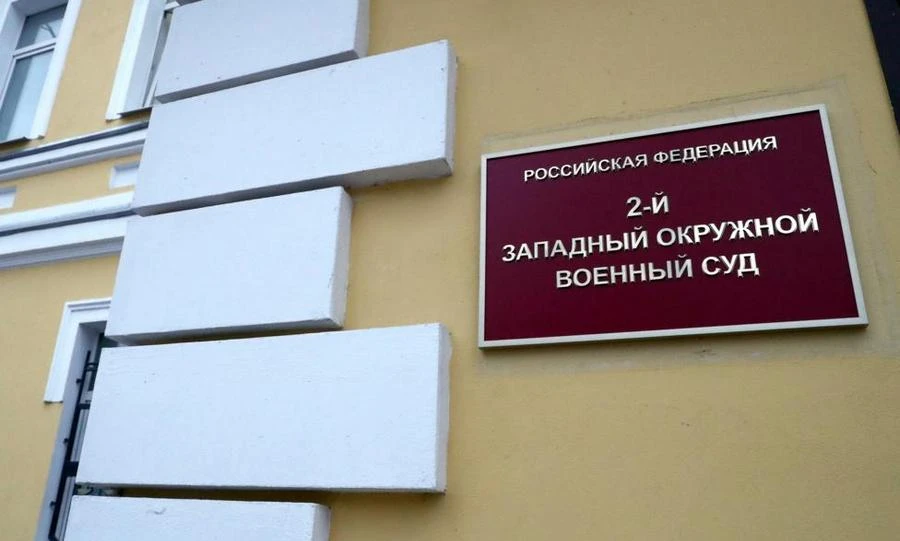 РОССИЙСКАЯ ФЕДЕРАЦИЯ
2-Й
ЗАПАДНЫЙ ОКРУЖНОЙ
ВОЕННЫЙ СУД